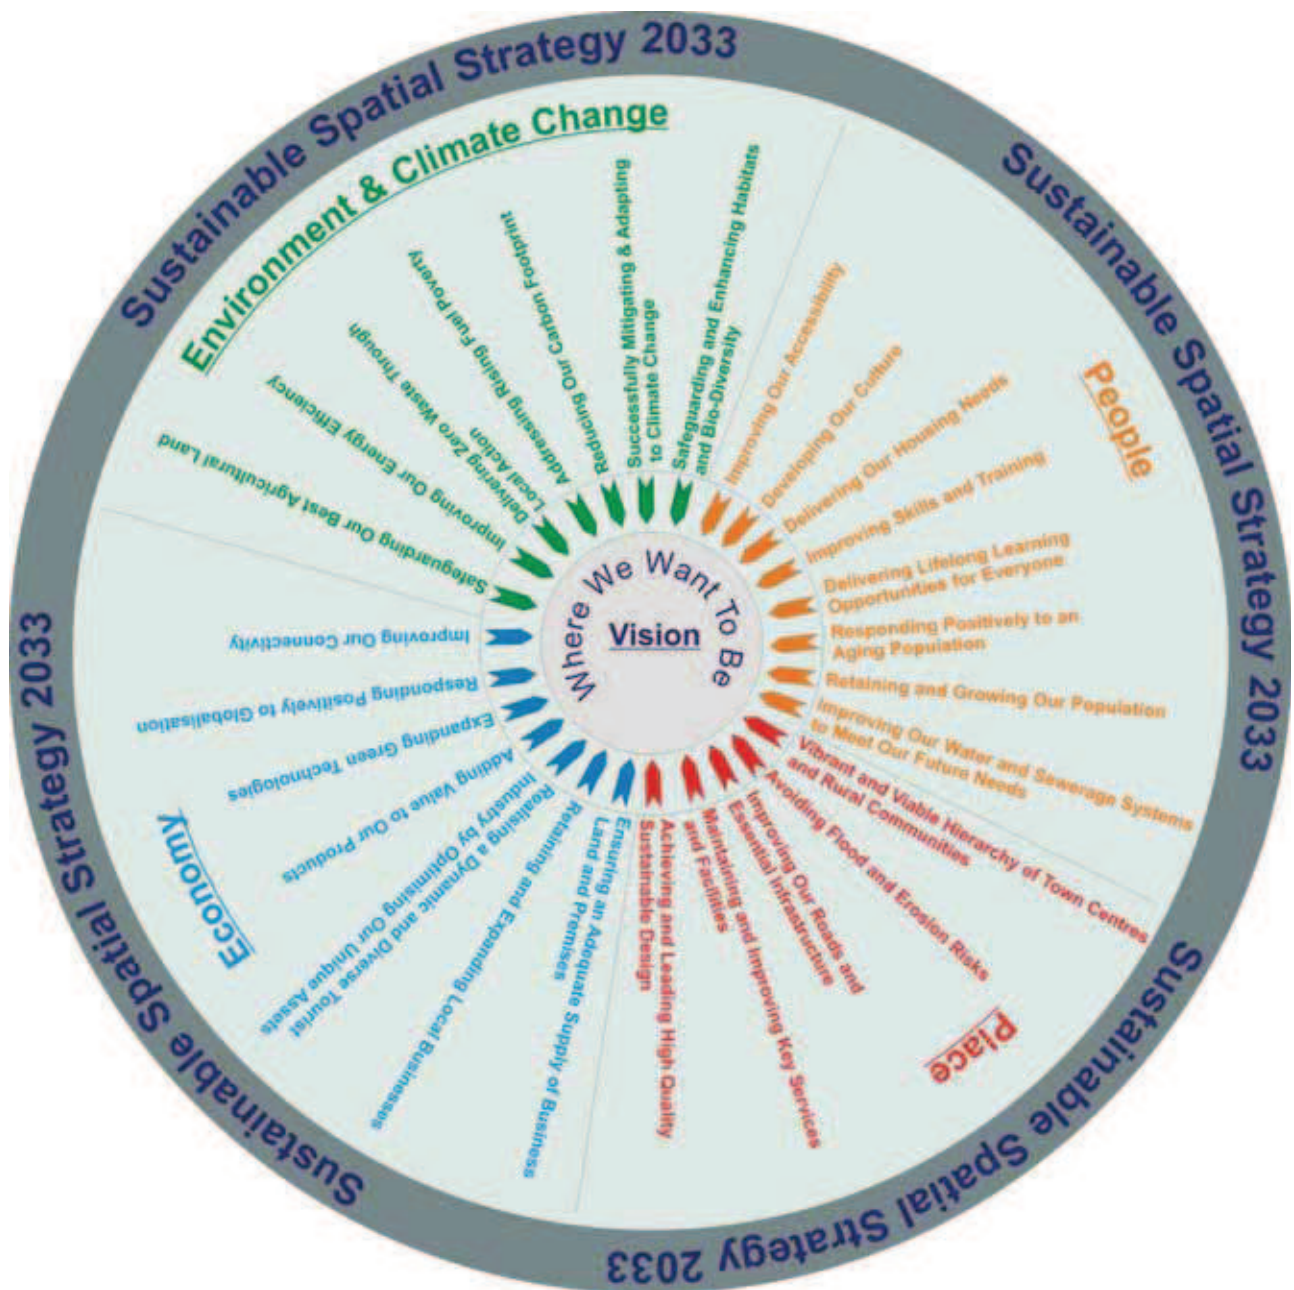 Sustainable Spatial Strategy 2033
Sustainable Spatial Strategy 2033
Sustainable Spatial Strategy 2033
Sustainable Spatial Strategy 2033
Environment & Climate Change
Safeguarding Our Best Agricultural Land
Improving Our Energy Efficiency
Delivering Zero Waste Through
Local Action
Addressing Rising Fuel Poverty
Reducing Our Carbon Footprint
Successfully Mitigating & Adapting
to Climate Change
Safeguarding and Enhancing Habitats
and Bio-Diversity
People
Improving Our Accessibility
Developing Our Culture
Delivering Our Housing Needs
Improving Skills and Training
Delivering Lifelong Learning
Opportunities for Everyone
Responding Positively to an
Aging Population
Retaining and Growing Our Population
Improving Our Water and Sewerage Systems
to Meet Our Future Needs
Place
Vibrant and Viable Hierarchy of Town Centres
and Rural Communities
Avoiding Flood and Erosion Risks
Improving Our Roads and
Essential Infrastructure
Maintaining and Improving Key Services
and Facilities
Achieving and Leading High Quality
Sustainable Design
Economy
Ensuring an Adequate Supply of Business
Land and Premises
Retaining and Expanding Local Businesses
Realising a Dynamic and Diverse Tourist
Industry by Optimising Our Unique Assets
Adding Value to Our Products
Expanding Green Technologies
Responding Positively to Globalisation
Improving Our Connectivity
Where We Want To Be
Vision